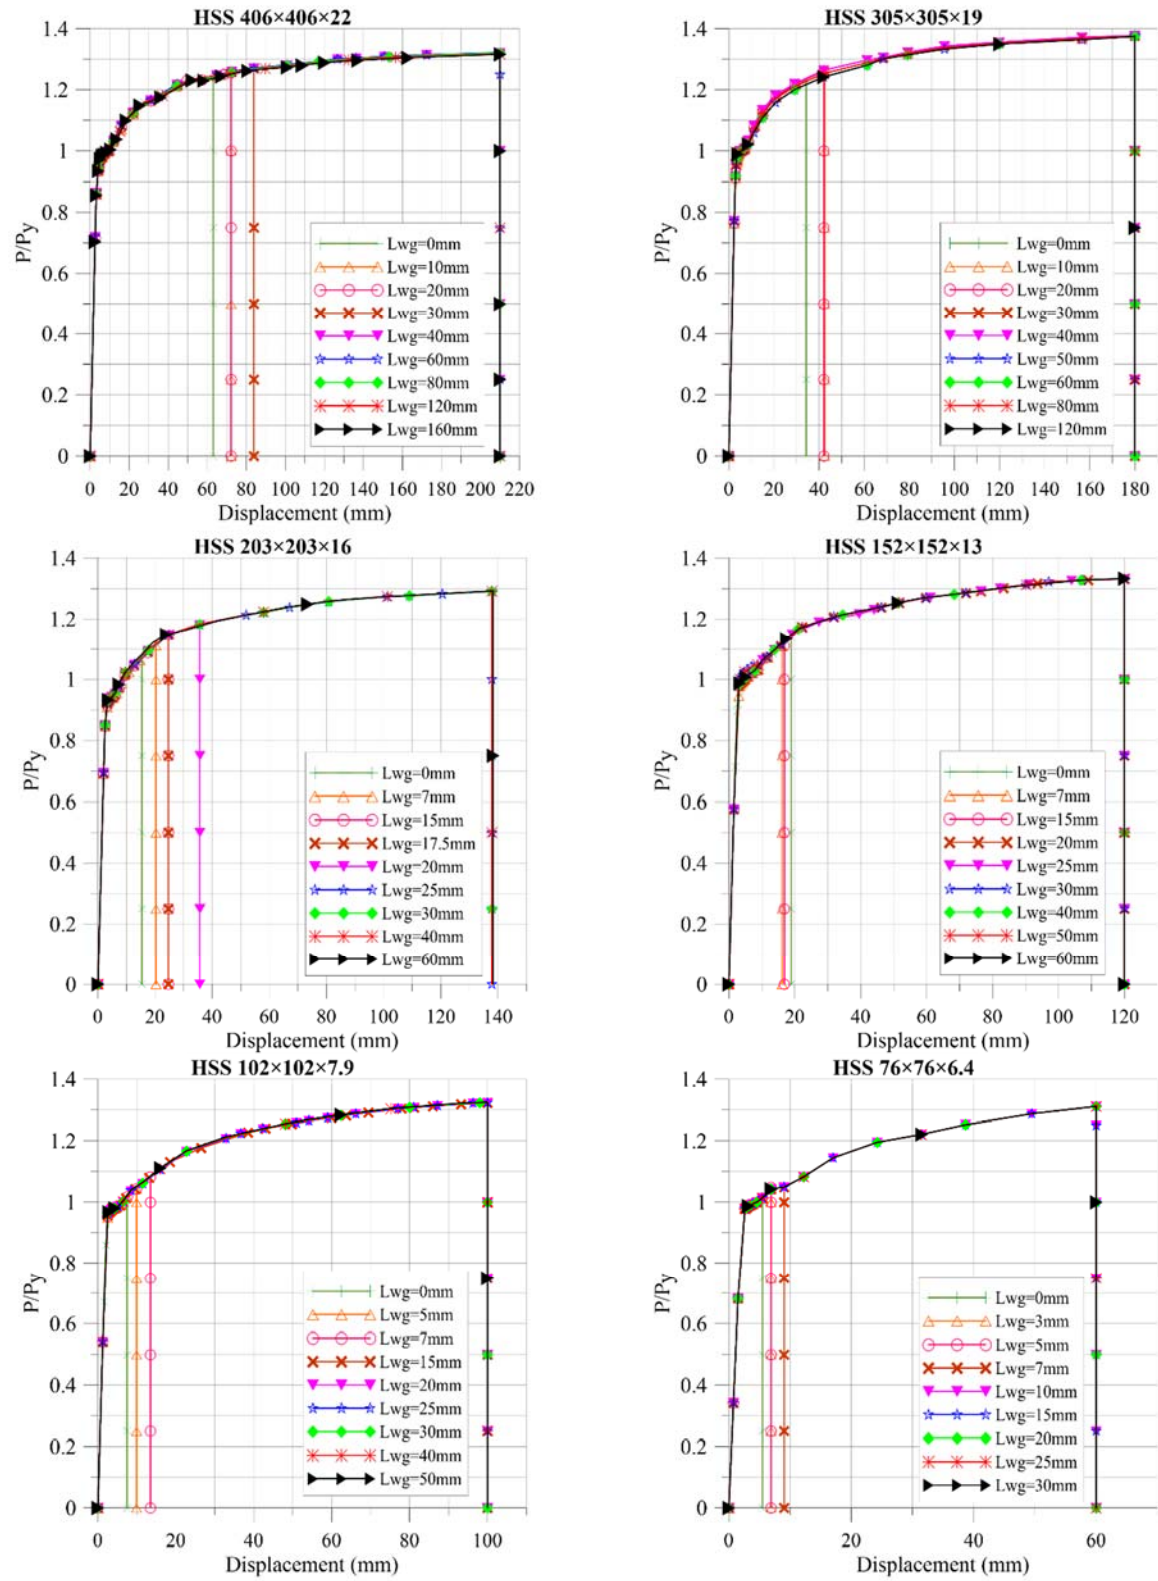 HSS 406×406×22
1.4
1.2
1
0.8
0.6
0.4
0.2
0
P/Py
Lwg=0mm
Lwg=10mm
Lwg=20mm
Lwg=30mm
Lwg=40mm
Lwg=60mm
Lwg=80mm
Lwg=120mm
Lwg=160mm
0 20 40 60 80 100 120 140 160 180 200 220
Displacement (mm)
HSS 305×305×19
1.4
1.2
1
0.8
0.6
0.4
0.2
0
P/Py
Lwg=0mm
Lwg=10mm
Lwg=20mm
Lwg=30mm
Lwg=40mm
Lwg=50mm
Lwg=60mm
Lwg=80mm
Lwg=120mm
0 20 40 60 80 100 120 140 160 180
Displacement (mm)
HSS 203×203×16
1.4
1.2
1
0.8
0.6
0.4
0.2
0
P/Py
Lwg=0mm
Lwg=7mm
Lwg=15mm
Lwg=17.5mm
Lwg=20mm
Lwg=25mm
Lwg=30mm
Lwg=40mm
Lwg=60mm
0 20 40 60 80 100 120 140
Displacement (mm)
HSS 152×152×13
1.4
1.2
1
0.8
0.6
0.4
0.2
0
P/Py
Lwg=0mm
Lwg=7mm
Lwg=15mm
Lwg=20mm
Lwg=25mm
Lwg=30mm
Lwg=40mm
Lwg=50mm
Lwg=60mm
0 20 40 60 80 100 120
Displacement (mm)
HSS 102×102×7.9
1.4
1.2
1
0.8
0.6
0.4
0.2
0
P/Py
Lwg=0mm
Lwg=5mm
Lwg=7mm
Lwg=15mm
Lwg=20mm
Lwg=25mm
Lwg=30mm
Lwg=40mm
Lwg=50mm
0 20 40 60 80 100
Displacement (mm)
HSS 76×76×6.4
1.4
1.2
1
0.8
0.6
0.4
0.2
0
P/Py
Lwg=0mm
Lwg=3mm
Lwg=5mm
Lwg=7mm
Lwg=10mm
Lwg=15mm
Lwg=20mm
Lwg=25mm
Lwg=30mm
0 20 40 60
Displacement (mm)